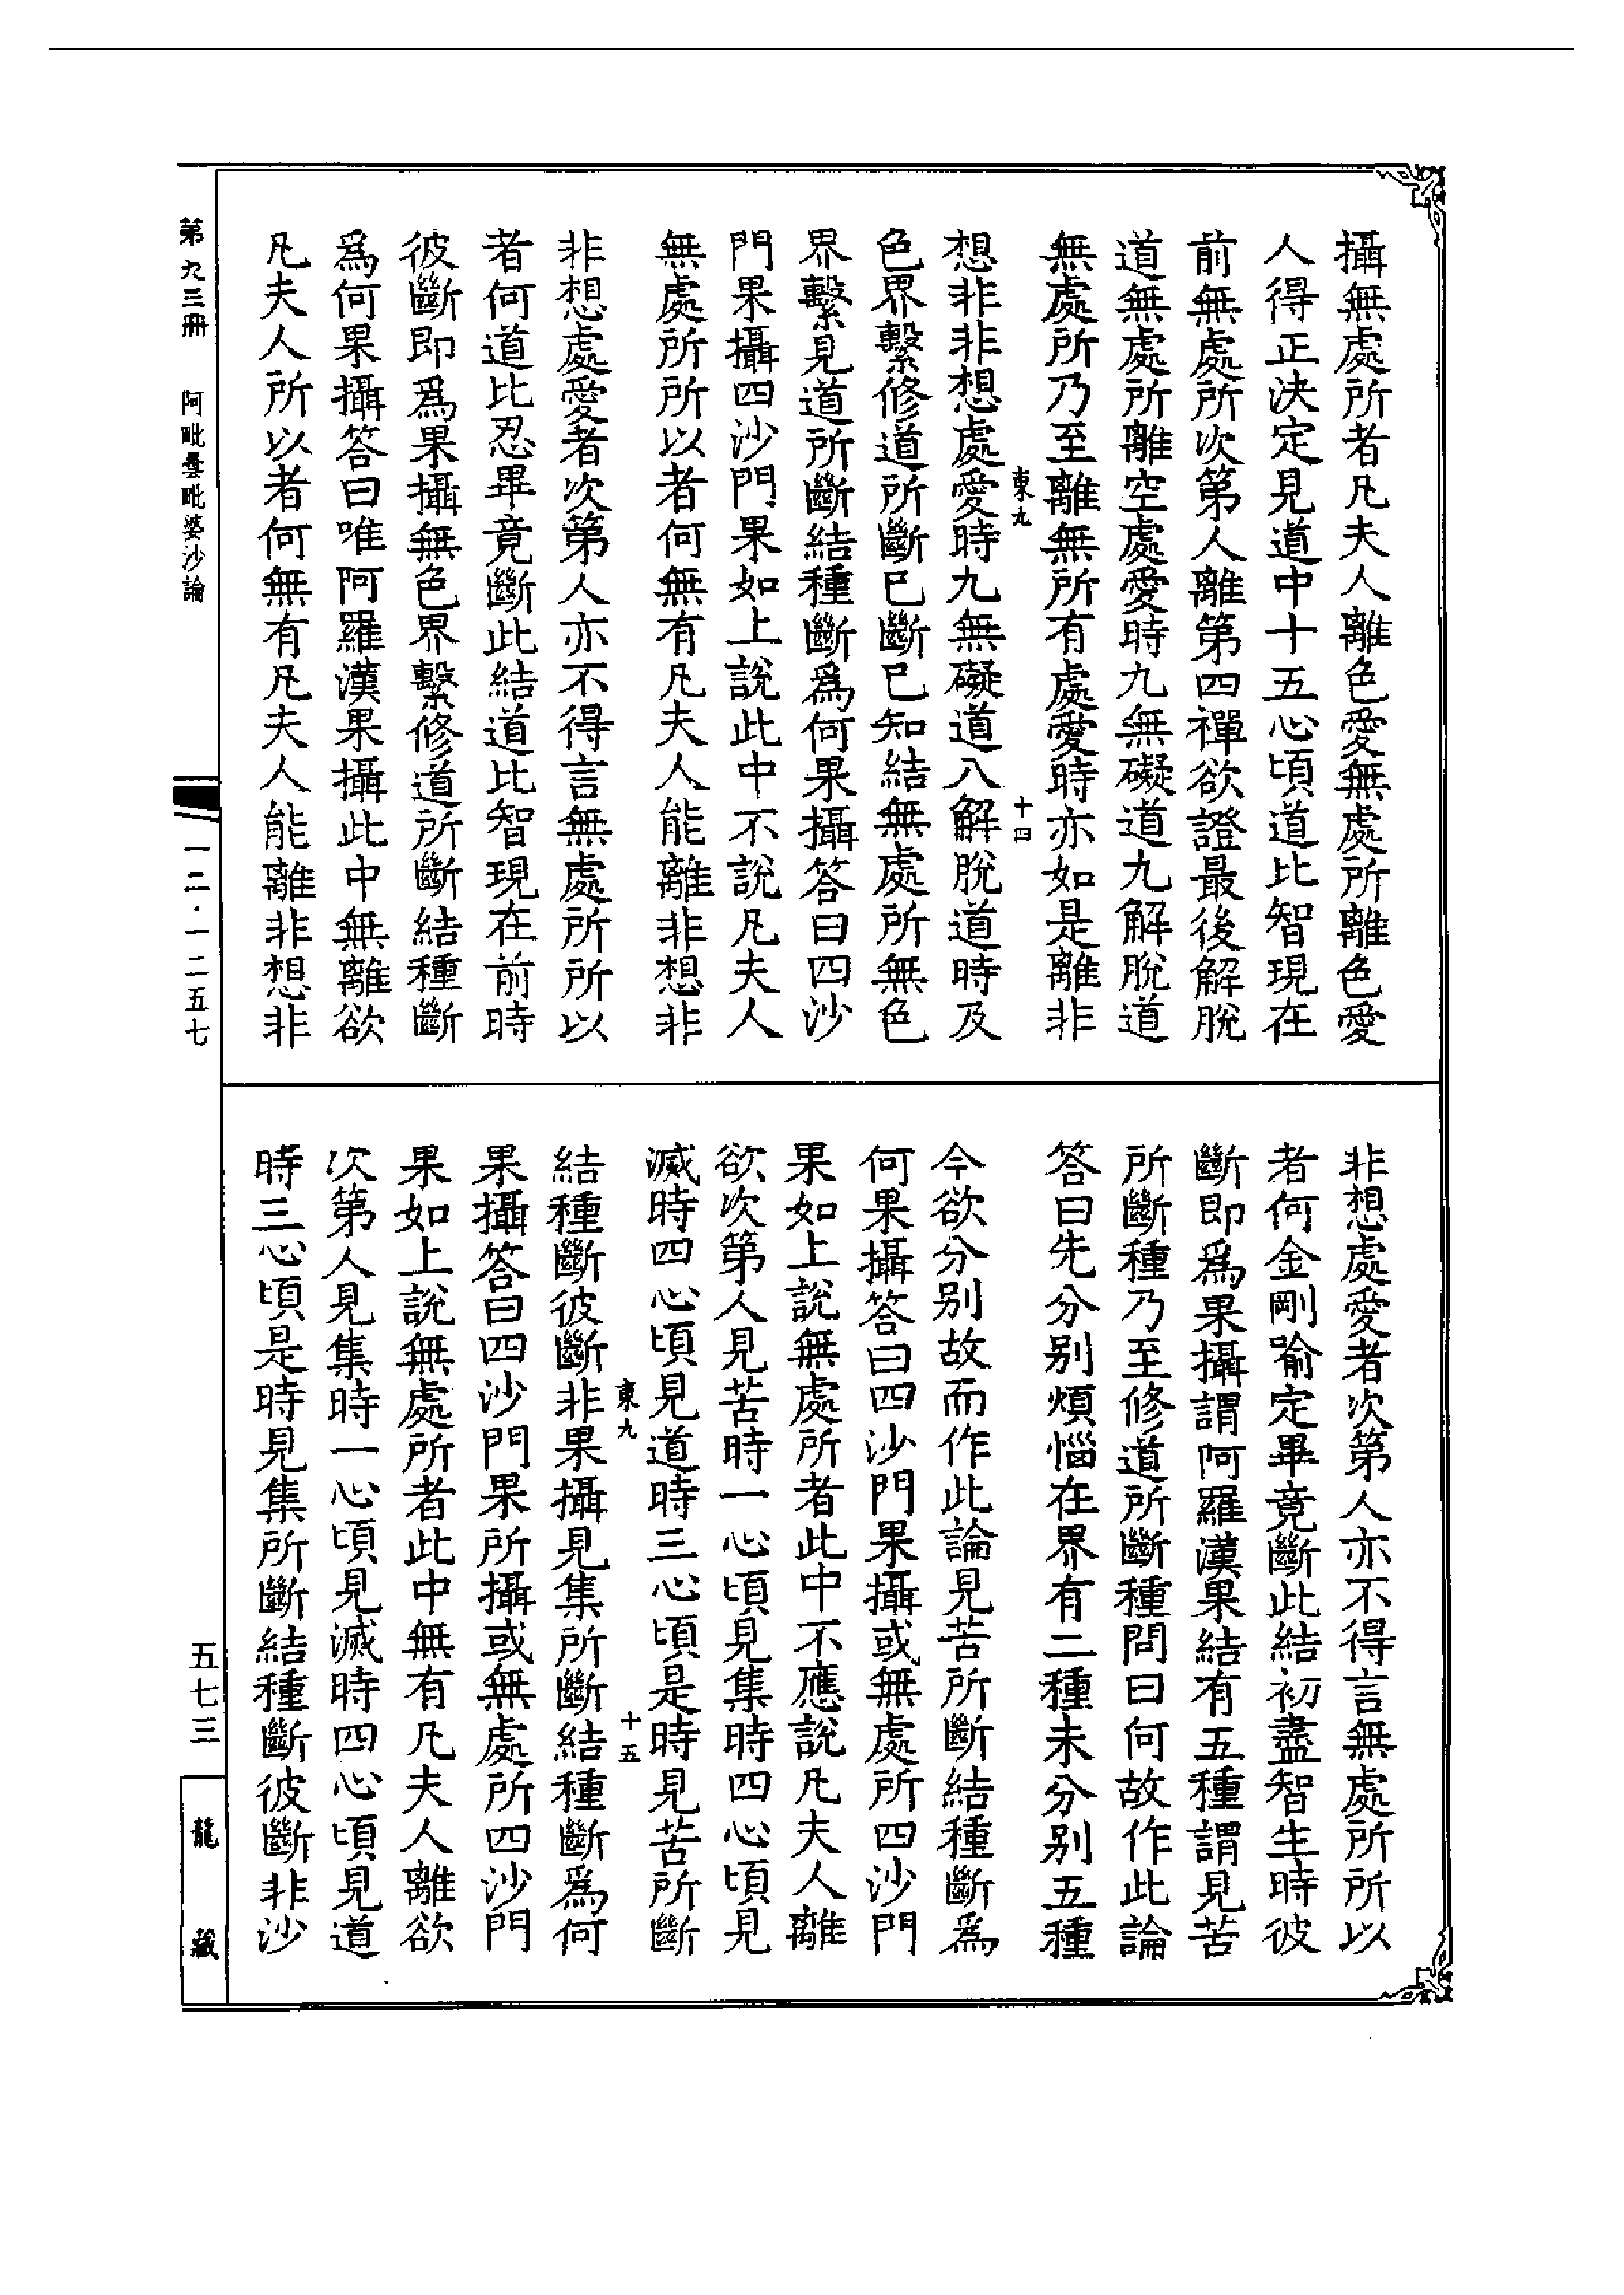 攝無處所者凡夫人離色愛無處所離色愛
人得正決定見道中十五心頃道比智現在
前無處所次第人離第四禪欲證最後解脫
道無處所離空處愛時九無礙道九解脫道
無處所乃至離無所有處愛時亦如是離非
東九 十四
想非非想處愛時九無礙道八解脫道時及
色界繫修道所斷已斷已知結無處所無色
界繫見道所斷結種斷爲何果攝答曰四沙
門果攝四沙門果如上說此中不說凡夫人
無處所所以者何無有凡夫人能離非想非
非想處愛者次第人亦不得言無處所所以
者何道比忍畢竟斷此結道比智現在前時
彼斷即爲果攝無色界繫修道所斷結種斷
爲何果攝答曰唯阿羅漢果攝此中無離欲
凡夫人所以者何無有凡夫人能離非想非
非想處愛者次第人亦不得言無處所所以
者何金剛喻定畢竟斷此結初盡智生時彼
斷即爲果攝謂阿羅漢果結有五種謂見苦
所斷種乃至修道所斷種問曰何故作此論
答曰先分別煩惱在界有二種未分別五種
今欲分別故而作此論見苦所斷結種斷爲
何果攝答曰四沙門果攝或無處所四沙門
果如上說無處所者此中不應說凡夫人離
欲次第人見苦時一心頃見集時四心頃見
滅時四心頃見道時三心頃是時見苦所斷
東九 十五
結種斷彼斷非果攝見集所斷結種斷爲何
果攝答曰四沙門果所攝或無處所四沙門
果如上說無處所者此中無有凡夫人離欲
次第人見集時一心頃見滅時四心頃見道
時三心頃是時見集所斷結種斷彼斷非沙
第九三冊 阿毗曇毗婆沙論
一二·一二五七
五七三
龍藏